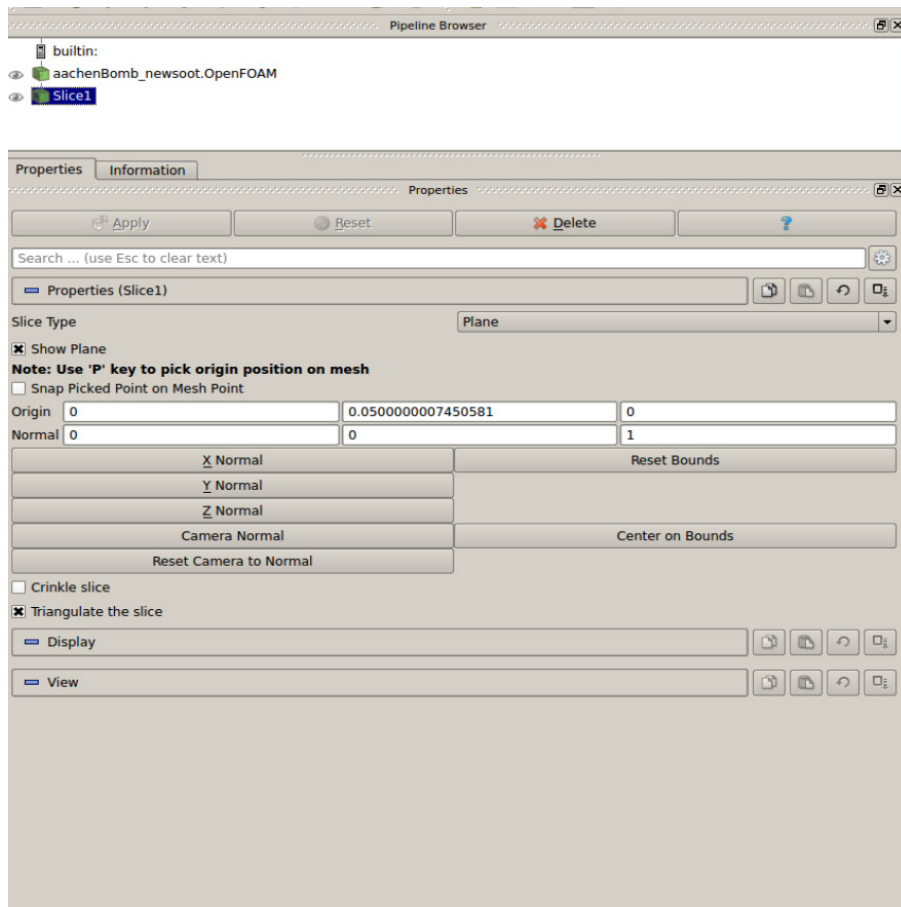 Pipeline Browser
builtin:
aachenBomb_newsoot.OpenFOAM
Slice1
Properties Information
Properties
Apply Reset Delete ?
Search ... (use Esc to clear text)
Properties (Slice1)
Slice Type Plane
Show Plane
Note: Use 'P' key to pick origin position on mesh
Snap Picked Point on Mesh Point
Origin 0 0.0500000007450581 0
Normal 0 0 1
X Normal Reset Bounds
Y Normal
Z Normal
Camera Normal Center on Bounds
Reset Camera to Normal
Crinkle slice
Triangulate the slice
Display
View